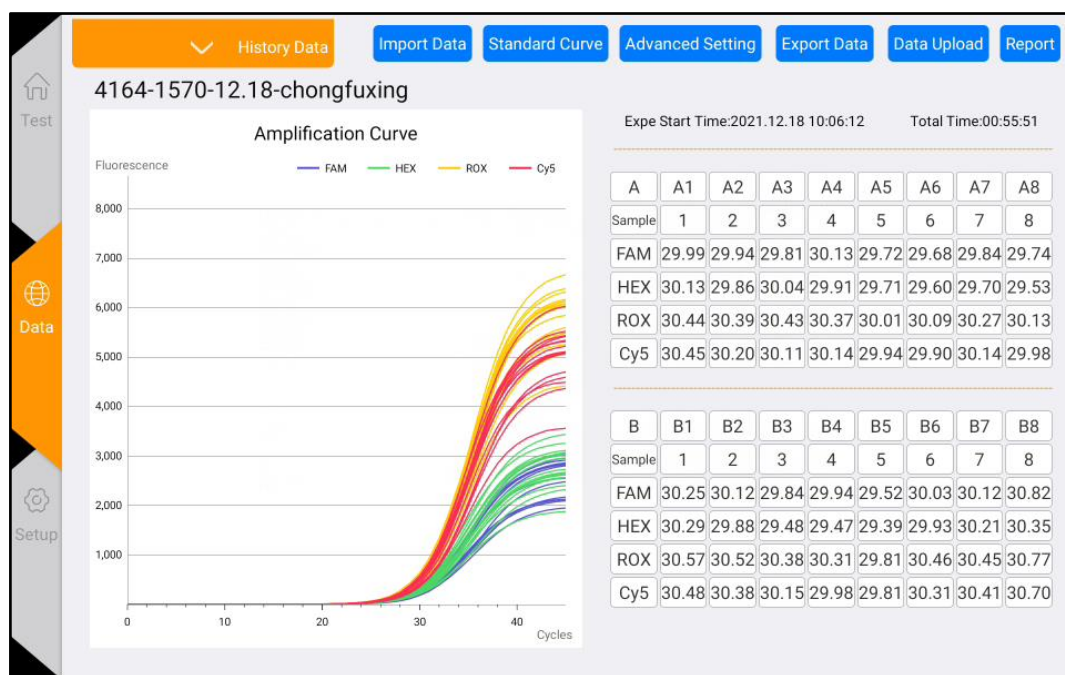 History Data Import Data Standard Curve Advanced Setting Export Data Data Upload Report
Test
Data
Setup
4164-1570-12.18-chongfuxing
Amplification Curve
Fluorescence
FAM HEX ROX Cy5
8,000
7,000
6,000
5,000
4,000
3,000
2,000
1,000
0 10 20 30 40
Cycles
Expe Start Time:2021.12.18 10:06:12 Total Time:00:55:51
A A1 A2 A3 A4 A5 A6 A7 A8
Sample 1 2 3 4 5 6 7 8
FAM 29.99 29.94 29.81 30.13 29.72 29.68 29.84 29.74
HEX 30.13 29.86 30.04 29.91 29.71 29.60 29.70 29.53
ROX 30.44 30.39 30.43 30.37 30.01 30.09 30.27 30.13
Cy5 30.45 30.20 30.11 30.14 29.94 29.90 30.14 29.98
B B1 B2 B3 B4 B5 B6 B7 B8
Sample 1 2 3 4 5 6 7 8
FAM 30.25 30.12 29.84 29.94 29.52 30.03 30.12 30.82
HEX 30.29 29.88 29.48 29.47 29.39 29.93 30.21 30.35
ROX 30.57 30.52 30.38 30.31 29.81 30.46 30.45 30.77
Cy5 30.48 30.38 30.15 29.98 29.81 30.31 30.41 30.70